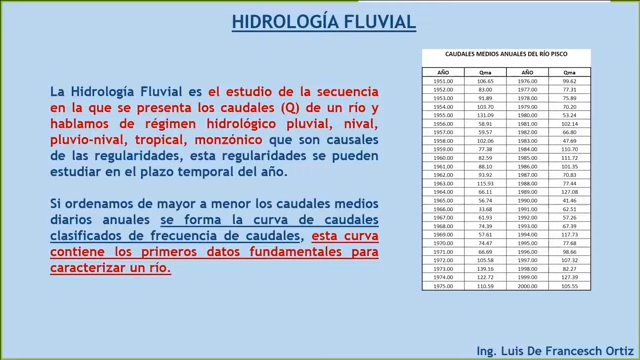 HIDROLOGÍA FLUVIAL
La Hidrología Fluvial es el estudio de la secuencia
en la que se presenta los caudales (Q) de un río y
hablamos de régimen hidrológico pluvial, nival,
pluvio-nival, tropical, monzónico que son causales
de las regularidades, esta regularidades se pueden
estudiar en el plazo temporal del año.
Si ordenamos de mayor a menor los caudales medios
diarios anuales se forma la curva de caudales
clasificados de frecuencia de caudales, esta curva
contiene los primeros datos fundamentales para
caracterizar un río.
CAUDALES MEDIOS ANUALES DEL RÍO PISCO
AÑO Qma AÑO Qma
1951.00 106.65 1976.00 99.62
1952.00 83.00 1977.00 77.31
1953.00 91.89 1978.00 75.89
1954.00 103.70 1979.00 70.20
1955.00 131.09 1980.00 53.24
1956.00 58.91 1981.00 102.14
1957.00 59.57 1982.00 66.80
1958.00 102.06 1983.00 47.69
1959.00 77.38 1984.00 110.70
1960.00 82.59 1985.00 111.72
1961.00 88.10 1986.00 101.35
1962.00 93.92 1987.00 70.83
1963.00 115.93 1988.00 77.44
1964.00 66.11 1989.00 127.08
1965.00 56.74 1990.00 41.46
1966.00 33.68 1991.00 62.51
1967.00 61.93 1992.00 57.26
1968.00 74.39 1993.00 67.39
1969.00 57.61 1994.00 117.73
1970.00 74.47 1995.00 77.68
1971.00 66.69 1996.00 98.66
1972.00 105.58 1997.00 107.32
1973.00 139.16 1998.00 82.27
1974.00 122.72 1999.00 127.39
1975.00 110.59 2000.00 105.55
Ing. Luis De Francesch Ortiz